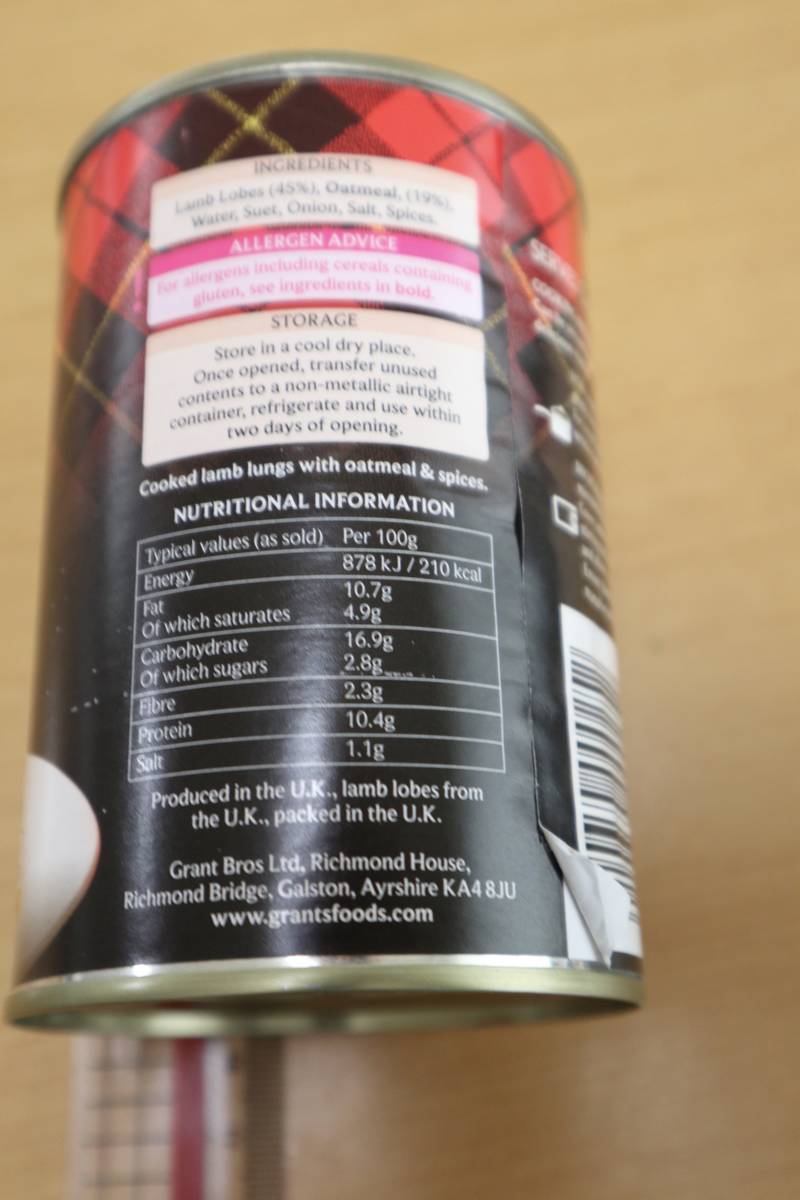 INGREDIENTS
Lamb Lobes (45%), Oatmeal, (19%),
Water, Suet, Onion, Salt, Spices.
ALLERGEN ADVICE
For allergens including cereals containing
gluten, see ingredients in bold.
STORAGE
Store in a cool dry place.
Once opened, transfer unused
contents to a non-metallic airtight
container, refrigerate and use within
two days of opening.
Cooked lamb lungs with oatmeal & spices.
NUTRITIONAL INFORMATION
Typical values (as sold) Per 100g
Energy 878 kJ / 210 kcal
Fat 10.7g
Of which saturates 4.9g
Carbohydrate 16.9g
Of which sugars 2.8g
Fibre 2.3g
Protein 10.4g
Salt 1.1g
Produced in the U.K., lamb lobes from
the U.K., packed in the U.K.
Grant Bros Ltd, Richmond House,
Richmond Bridge, Galston, Ayrshire KA4 8JU
www.grantsfoods.com